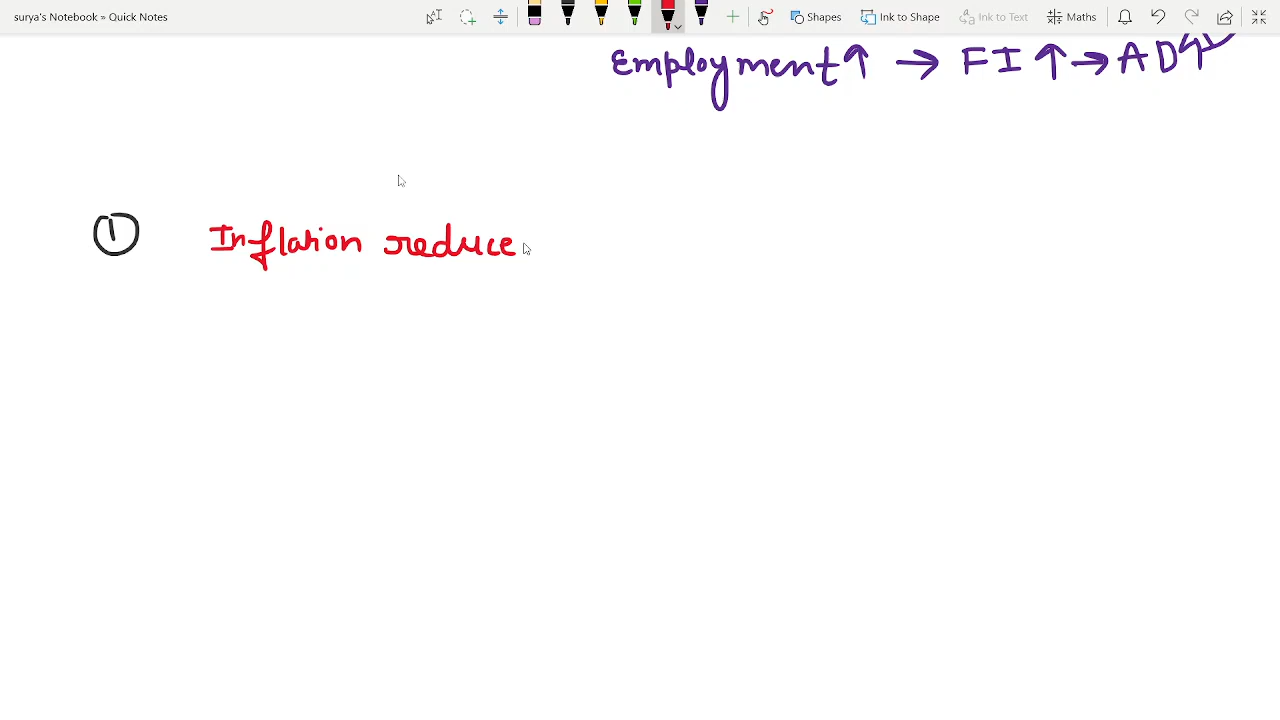 surya's Notebook » Quick Notes
Shapes Ink to Shape Ink to Text Maths
Employment↑ → FI↑ → AD↑
① Inflation reduce